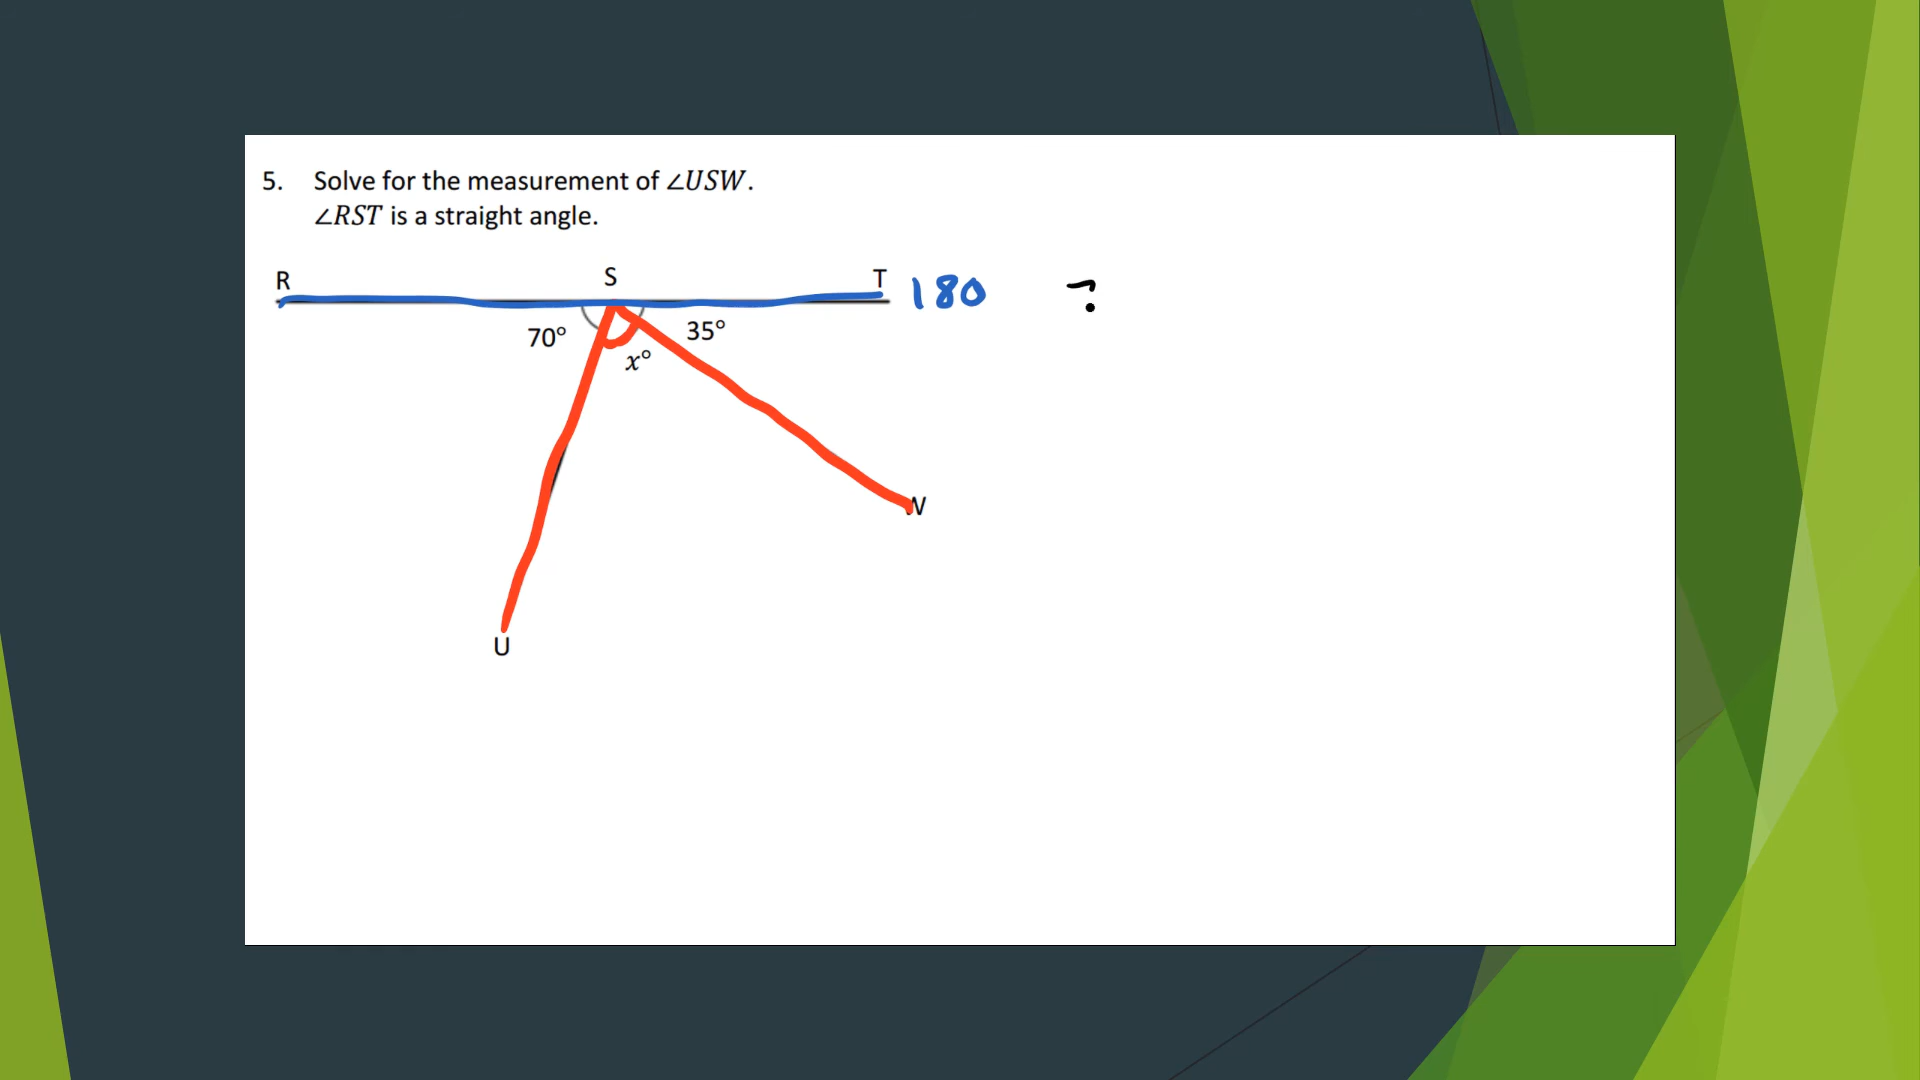 5. Solve for the measurement of ∠USW.
∠RST is a straight angle.
R S T 180
70° 35°
x°
W
U